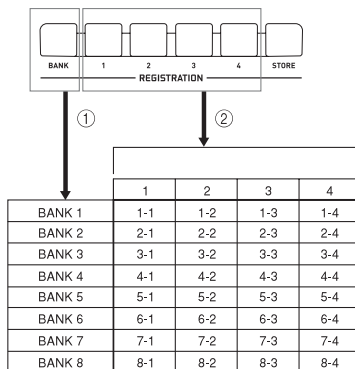 BANK 1 2 3 4 STORE
REGISTRATION
① ②
1 2 3 4
BANK 1 1-1 1-2 1-3 1-4
BANK 2 2-1 2-2 2-3 2-4
BANK 3 3-1 3-2 3-3 3-4
BANK 4 4-1 4-2 4-3 4-4
BANK 5 5-1 5-2 5-3 5-4
BANK 6 6-1 6-2 6-3 6-4
BANK 7 7-1 7-2 7-3 7-4
BANK 8 8-1 8-2 8-3 8-4